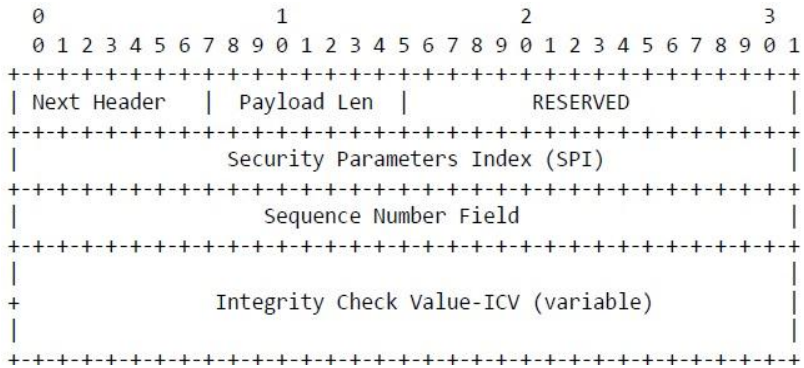 0                   1                   2                   3
0 1 2 3 4 5 6 7 8 9 0 1 2 3 4 5 6 7 8 9 0 1 2 3 4 5 6 7 8 9 0 1
+-+-+-+-+-+-+-+-+-+-+-+-+-+-+-+-+-+-+-+-+-+-+-+-+-+-+-+-+-+-+-+-+
| Next Header   |  Payload Len  |          RESERVED             |
+-+-+-+-+-+-+-+-+-+-+-+-+-+-+-+-+-+-+-+-+-+-+-+-+-+-+-+-+-+-+-+-+
|                 Security Parameters Index (SPI)               |
+-+-+-+-+-+-+-+-+-+-+-+-+-+-+-+-+-+-+-+-+-+-+-+-+-+-+-+-+-+-+-+-+
|                    Sequence Number Field                      |
+-+-+-+-+-+-+-+-+-+-+-+-+-+-+-+-+-+-+-+-+-+-+-+-+-+-+-+-+-+-+-+-+
|                                                               |
+                Integrity Check Value-ICV (variable)           |
|                                                               |
+-+-+-+-+-+-+-+-+-+-+-+-+-+-+-+-+-+-+-+-+-+-+-+-+-+-+-+-+-+-+-+-+